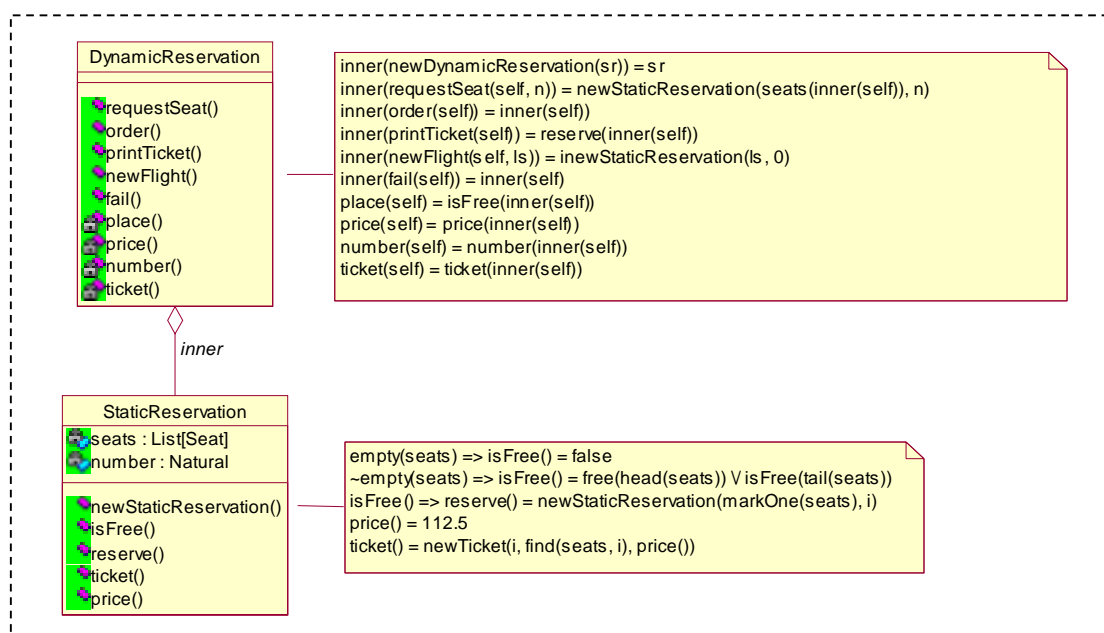 DynamicReservation
requestSeat()
order()
printTicket()
newFlight()
fail()
place()
price()
number()
ticket()
inner(newDynamicReservation(sr)) = sr
inner(requestSeat(self, n)) = newStaticReservation(seats(inner(self)), n)
inner(order(self)) = inner(self))
inner(printTicket(self)) = reserve(inner(self))
inner(newFlight(self, ls)) = inewStaticReservation(ls, 0)
inner(fail(self)) = inner(self)
place(self) = isFree(inner(self))
price(self) = price(inner(self))
number(self) = number(inner(self))
ticket(self) = ticket(inner(self))
inner
StaticReservation
seats : List[Seat]
number : Natural
newStaticReservation()
isFree()
reserve()
ticket()
price()
empty(seats) => isFree() = false
~empty(seats) => isFree() = free(head(seats)) \/ isFree(tail(seats))
isFree() => reserve() = newStaticReservation(markOne(seats), i)
price() = 112.5
ticket() = newTicket(i, find(seats, i), price())